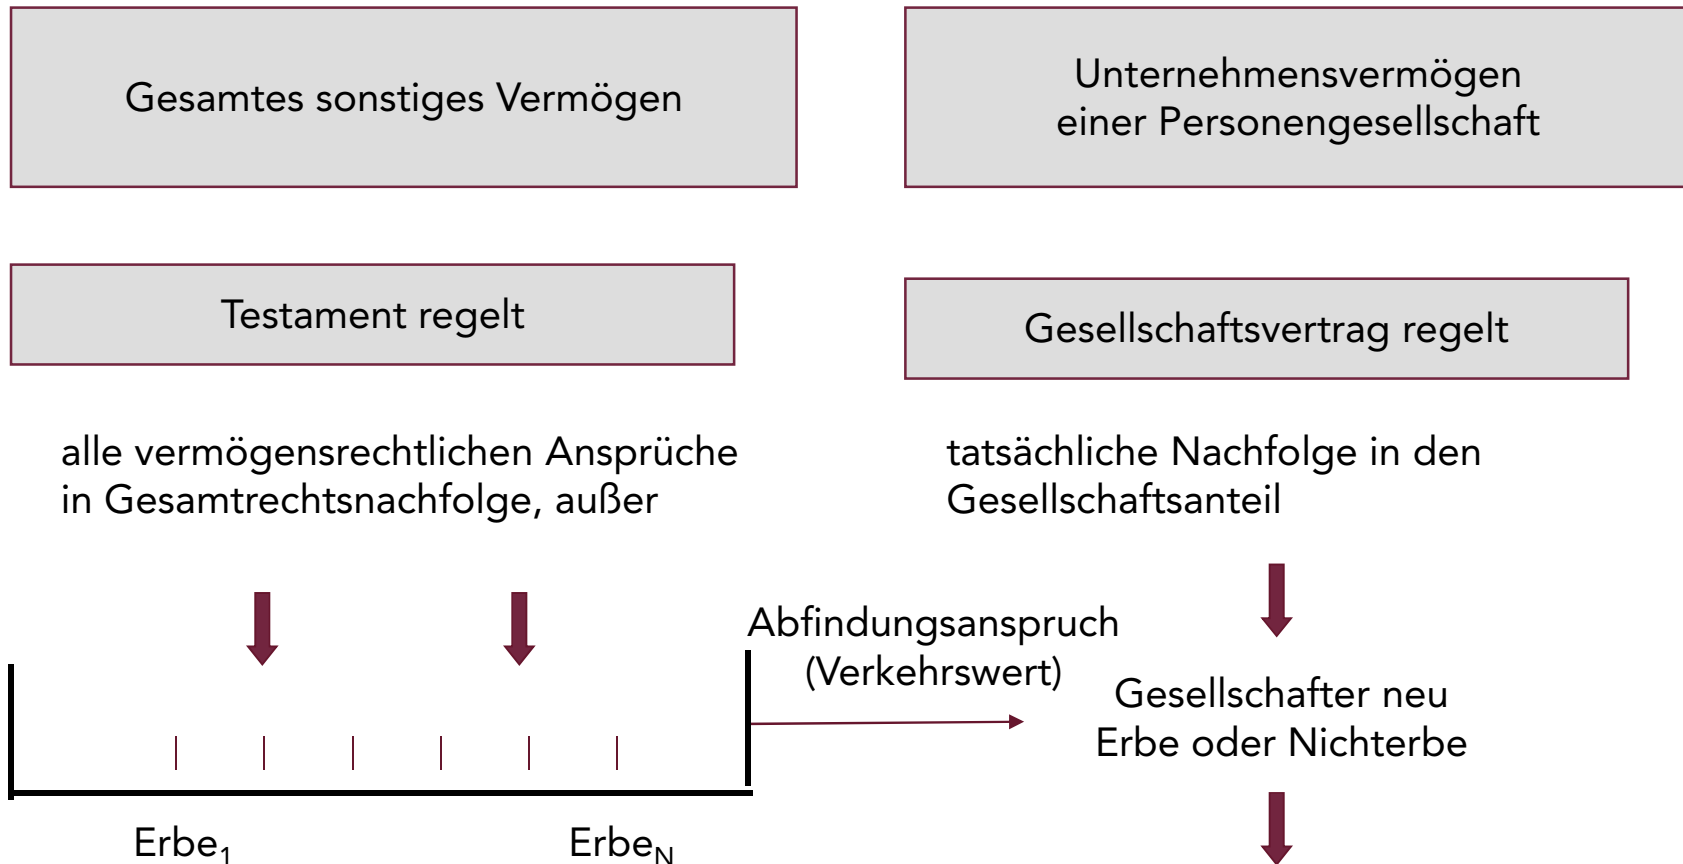 Gesamtes sonstiges Vermögen
Unternehmensvermögen
einer Personengesellschaft
Testament regelt
Gesellschaftsvertrag regelt
alle vermögensrechtlichen Ansprüche
in Gesamtrechtsnachfolge, außer
tatsächliche Nachfolge in den
Gesellschaftsanteil
Abfindungsanspruch
(Verkehrswert)
Gesellschafter neu
Erbe oder Nichterbe
Erbe₁
Erbe_N